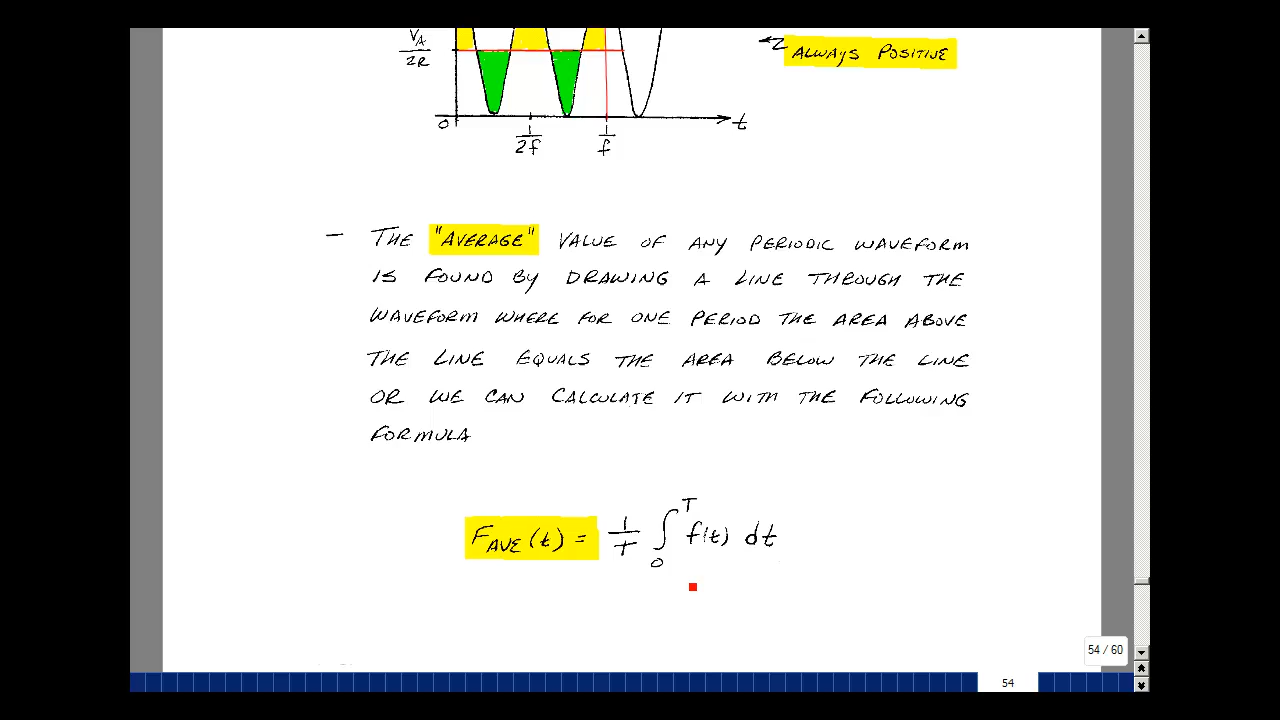 VA
2R
ALWAYS POSITIVE
0
t
1
2f
1
f
— THE "AVERAGE" VALUE OF ANY PERIODIC WAVEFORM
IS FOUND BY DRAWING A LINE THROUGH THE
WAVEFORM WHERE FOR ONE PERIOD THE AREA ABOVE
THE LINE EQUALS THE AREA BELOW THE LINE
OR WE CAN CALCULATE IT WITH THE FOLLOWING
FORMULA
FAVE (t) = 1/T ∫₀ᵀ f(t) dt
54 / 60
54